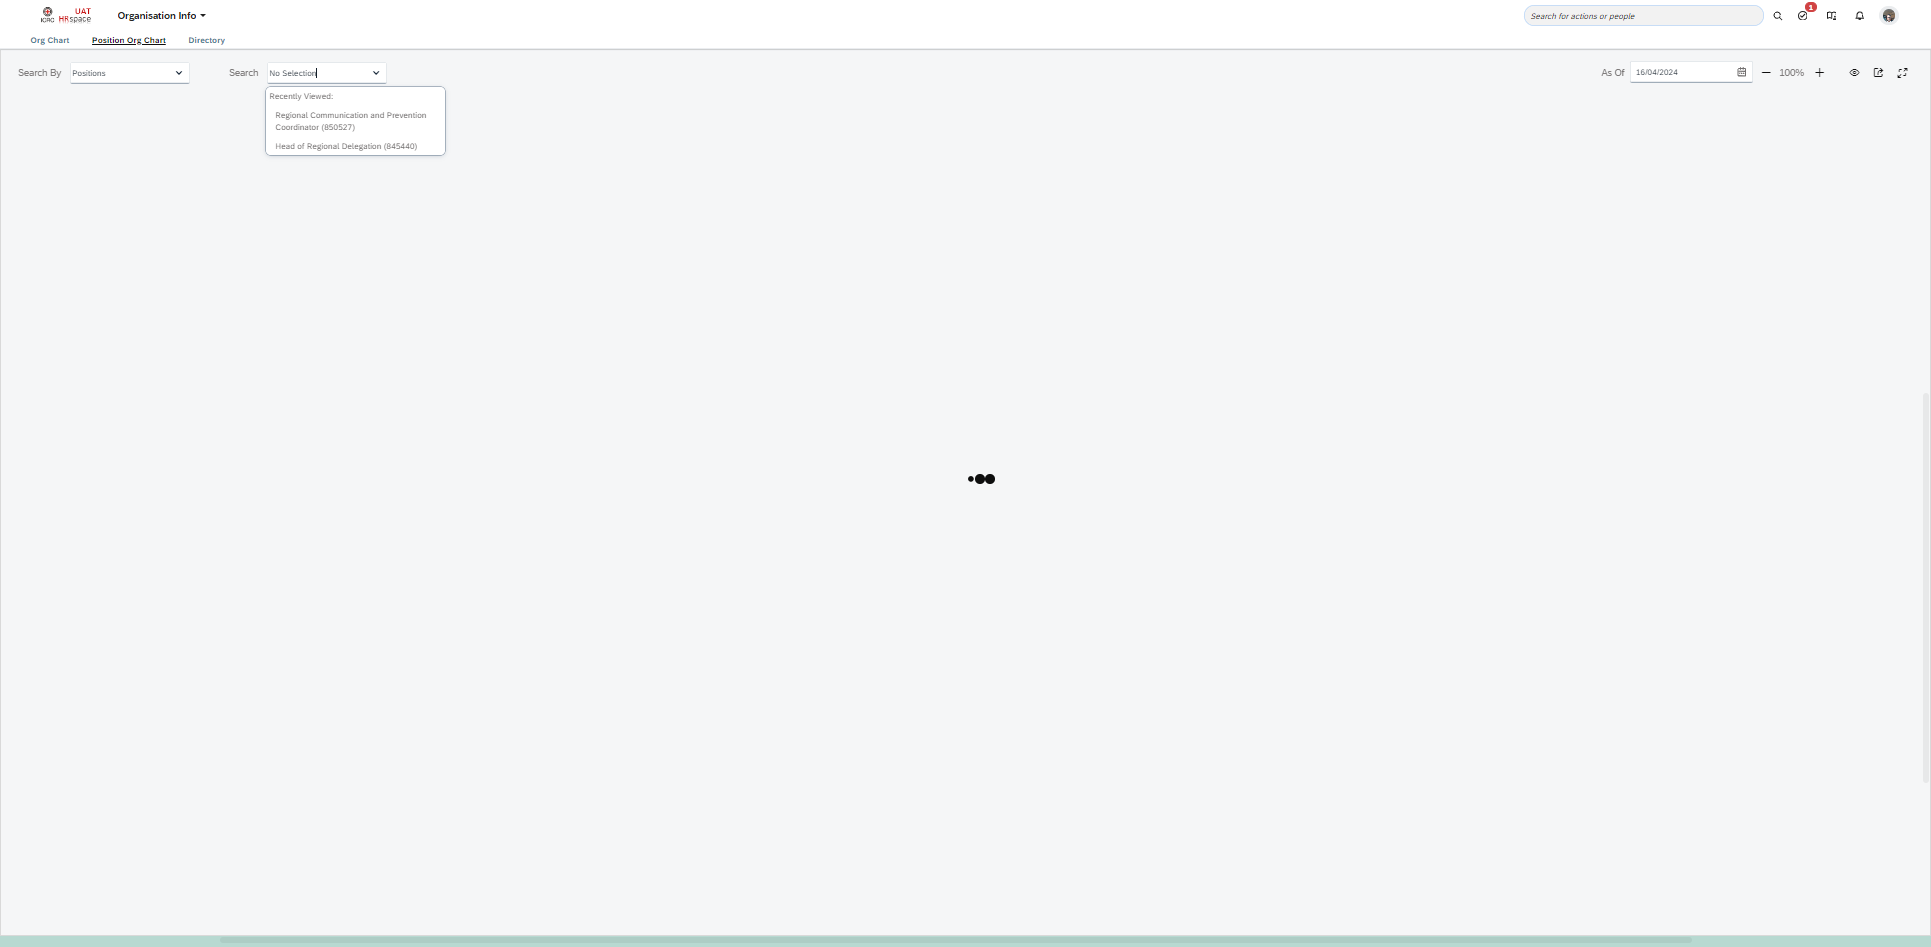 UAT
ICRC HRspace
Organisation Info
Search for actions or people
1
Org Chart
Position Org Chart
Directory
Search By
Positions
Search
No Selection
As Of
16/04/2024
100%
Recently Viewed:
Regional Communication and Prevention
Coordinator (850527)
Head of Regional Delegation (845440)